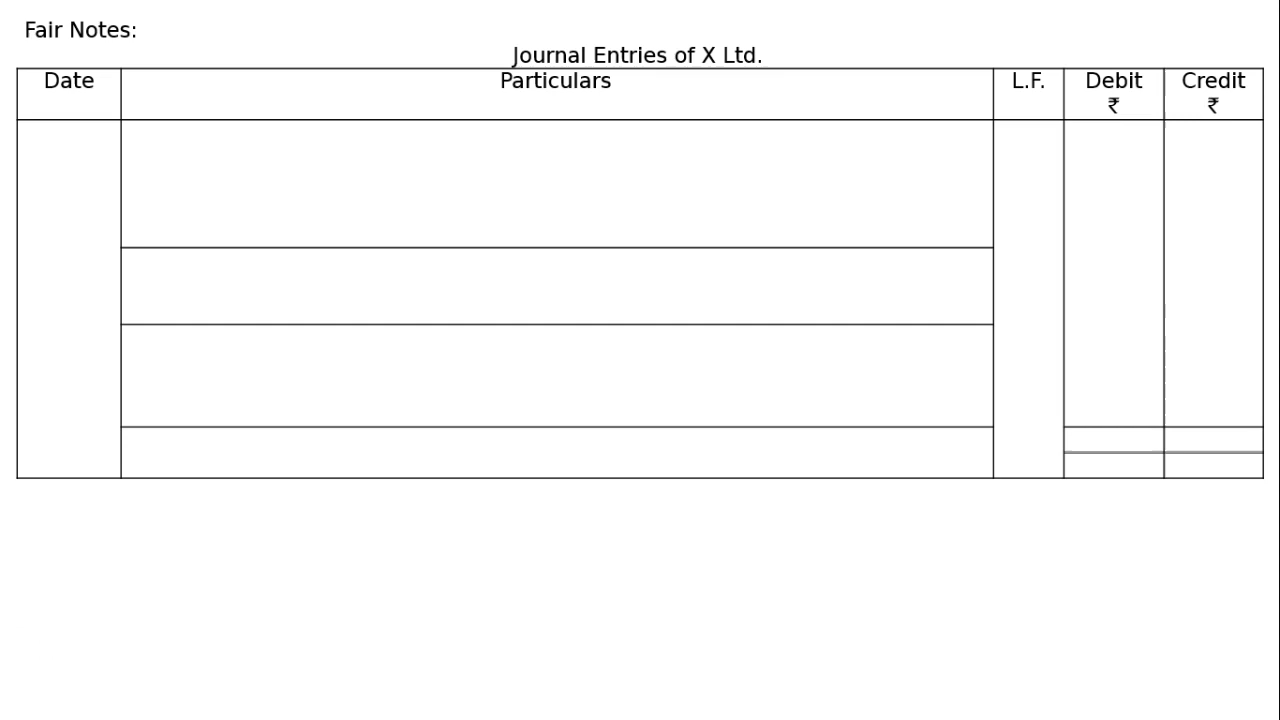 Fair Notes:
Journal Entries of X Ltd.
Date Particulars L.F. Debit Credit
₹ ₹